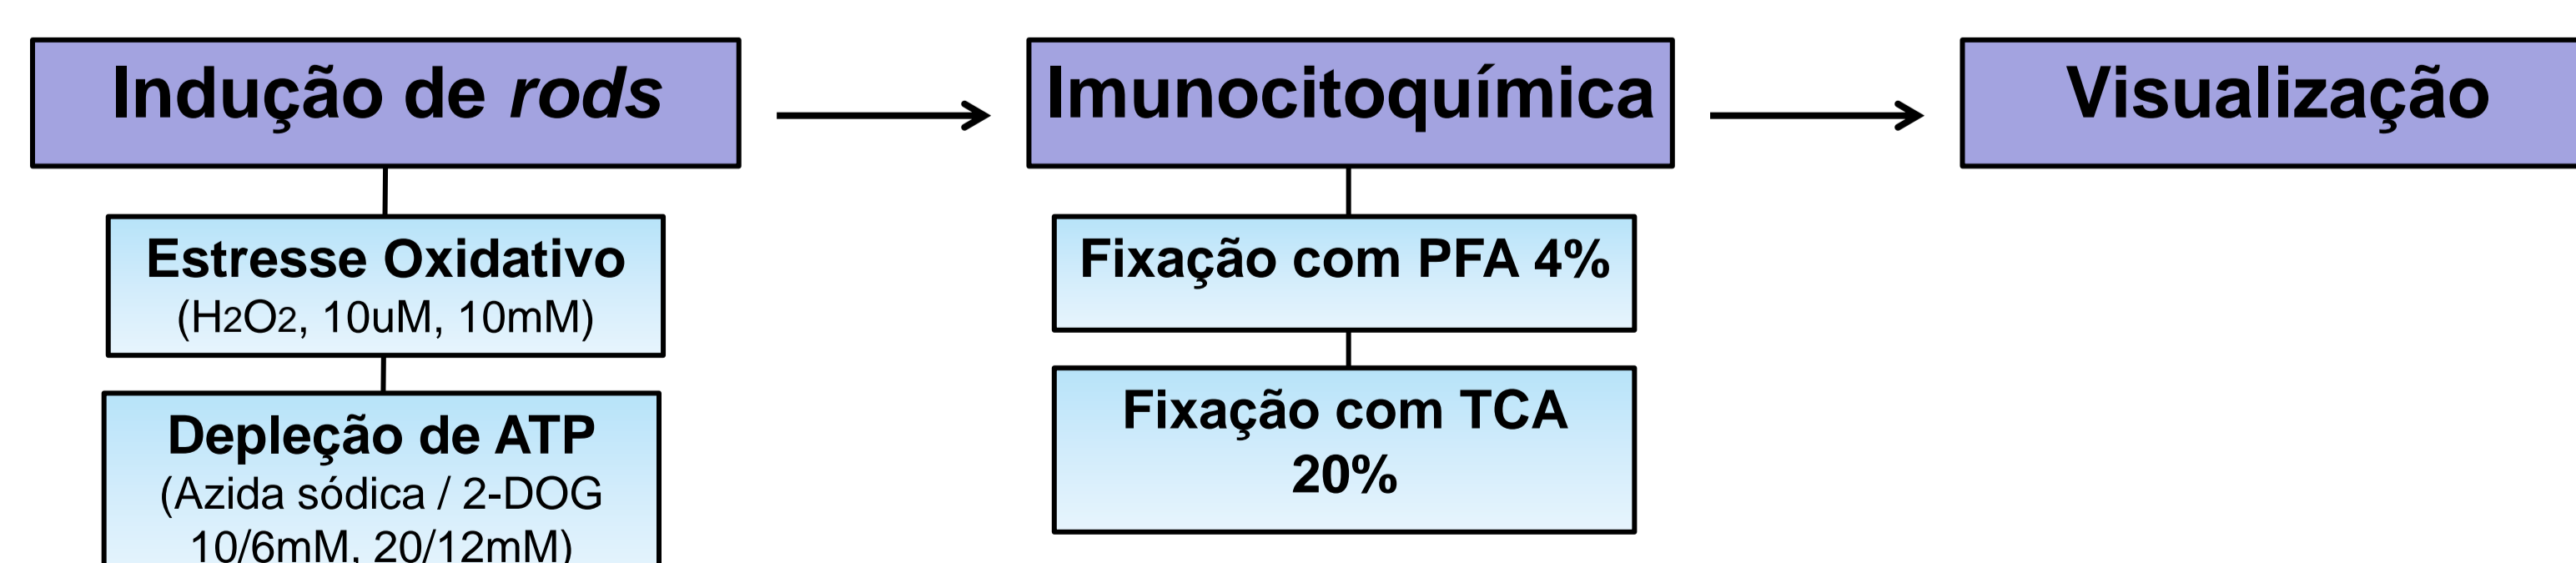 Indução de rods
Imunocitoquímica
Visualização
Estresse Oxidativo
(H2O2, 10uM, 10mM)
Depleção de ATP
(Azida sódica / 2-DOG
10/6mM, 20/12mM)
Fixação com PFA 4%
Fixação com TCA
20%